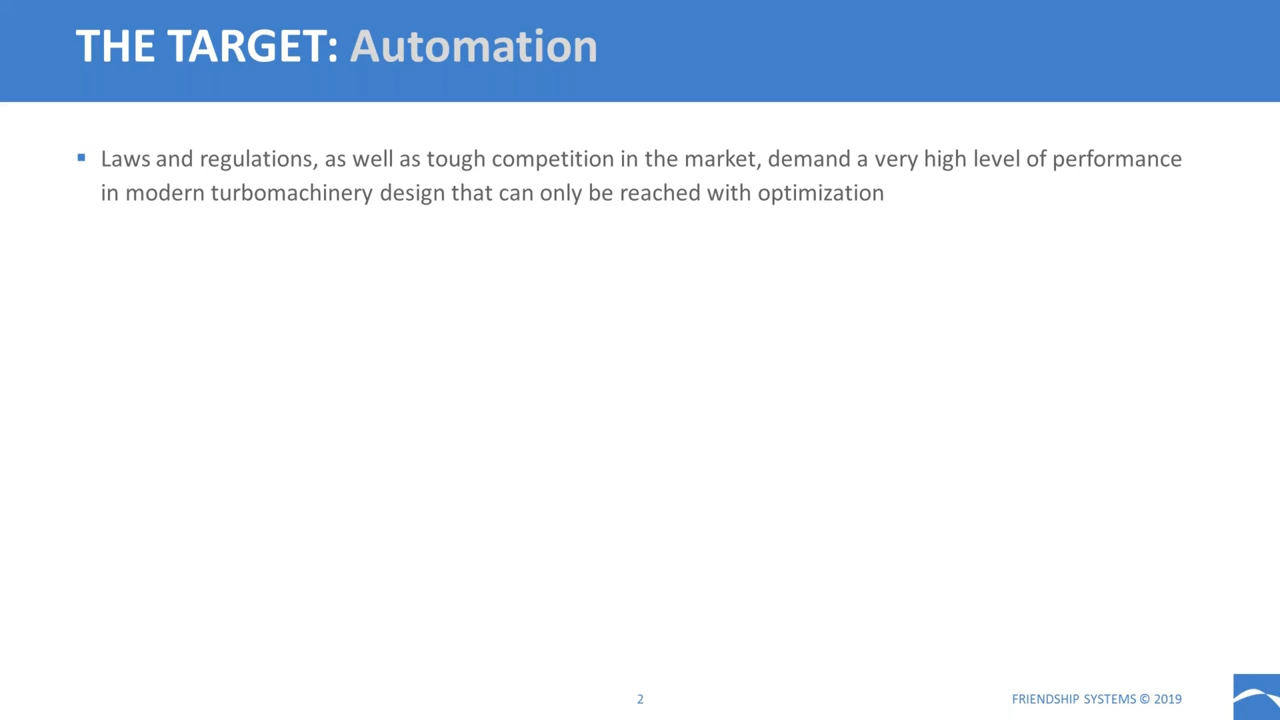 THE TARGET: Automation
▪ Laws and regulations, as well as tough competition in the market, demand a very high level of performance
in modern turbomachinery design that can only be reached with optimization
2
FRIENDSHIP SYSTEMS © 2019